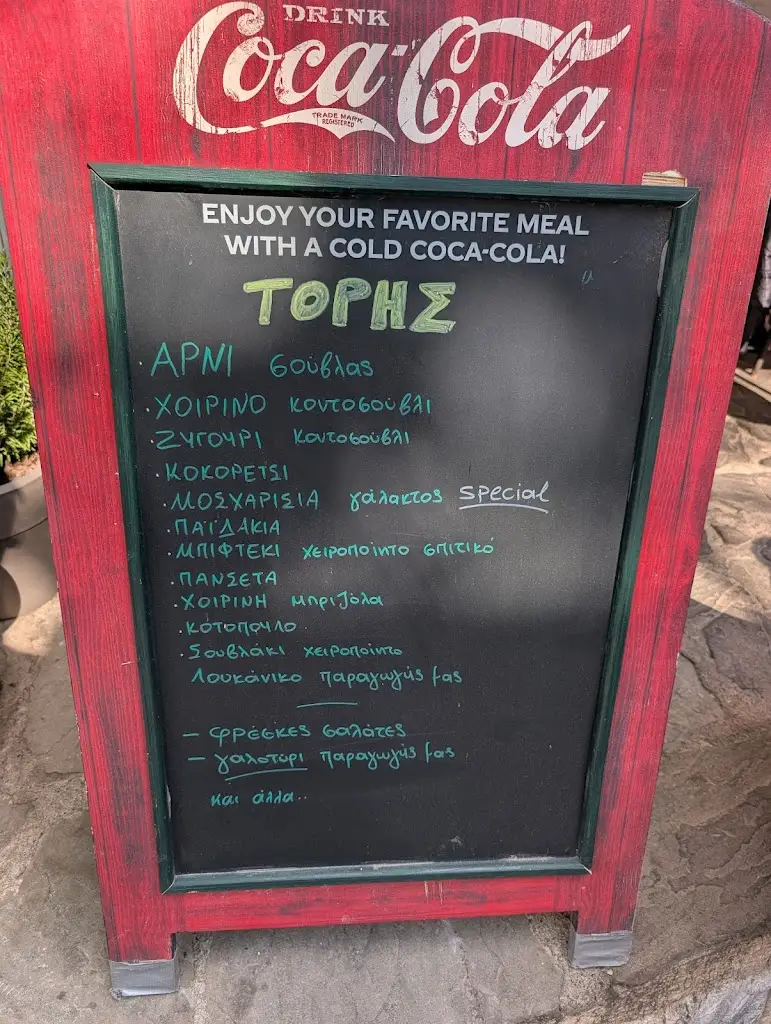 DRINK
Coca-Cola
TRADE MARK
REGISTERED
ENJOY YOUR FAVORITE MEAL
WITH A COLD COCA-COLA!
ΤΟΡΗΣ
· ΑΡΝΙ σούβλας
· ΧΟΙΡΙΝΟ κοντοσούβλι
· ΖΥΓΟΥΡΙ κοντοσούβλι
· ΚΟΚΟΡΕΤΣΙ
· ΜΟΣΧΑΡΙΣΙΑ γάλακτος special
· ΠΑΪΔΑΚΙΑ
· ΜΠΙΦΤΕΚΙ χειροποίητο σπιτικό
· ΠΑΝΣΕΤΑ
· ΧΟΙΡΙΝΗ μπριζόλα
· κότοπουλο
· Σουβλάκι χειροποίητο
Λουκάνικο παραγωγής μας
– φρέσκες σαλάτες
– γαλοτύρι παραγωγής μας
και άλλα..